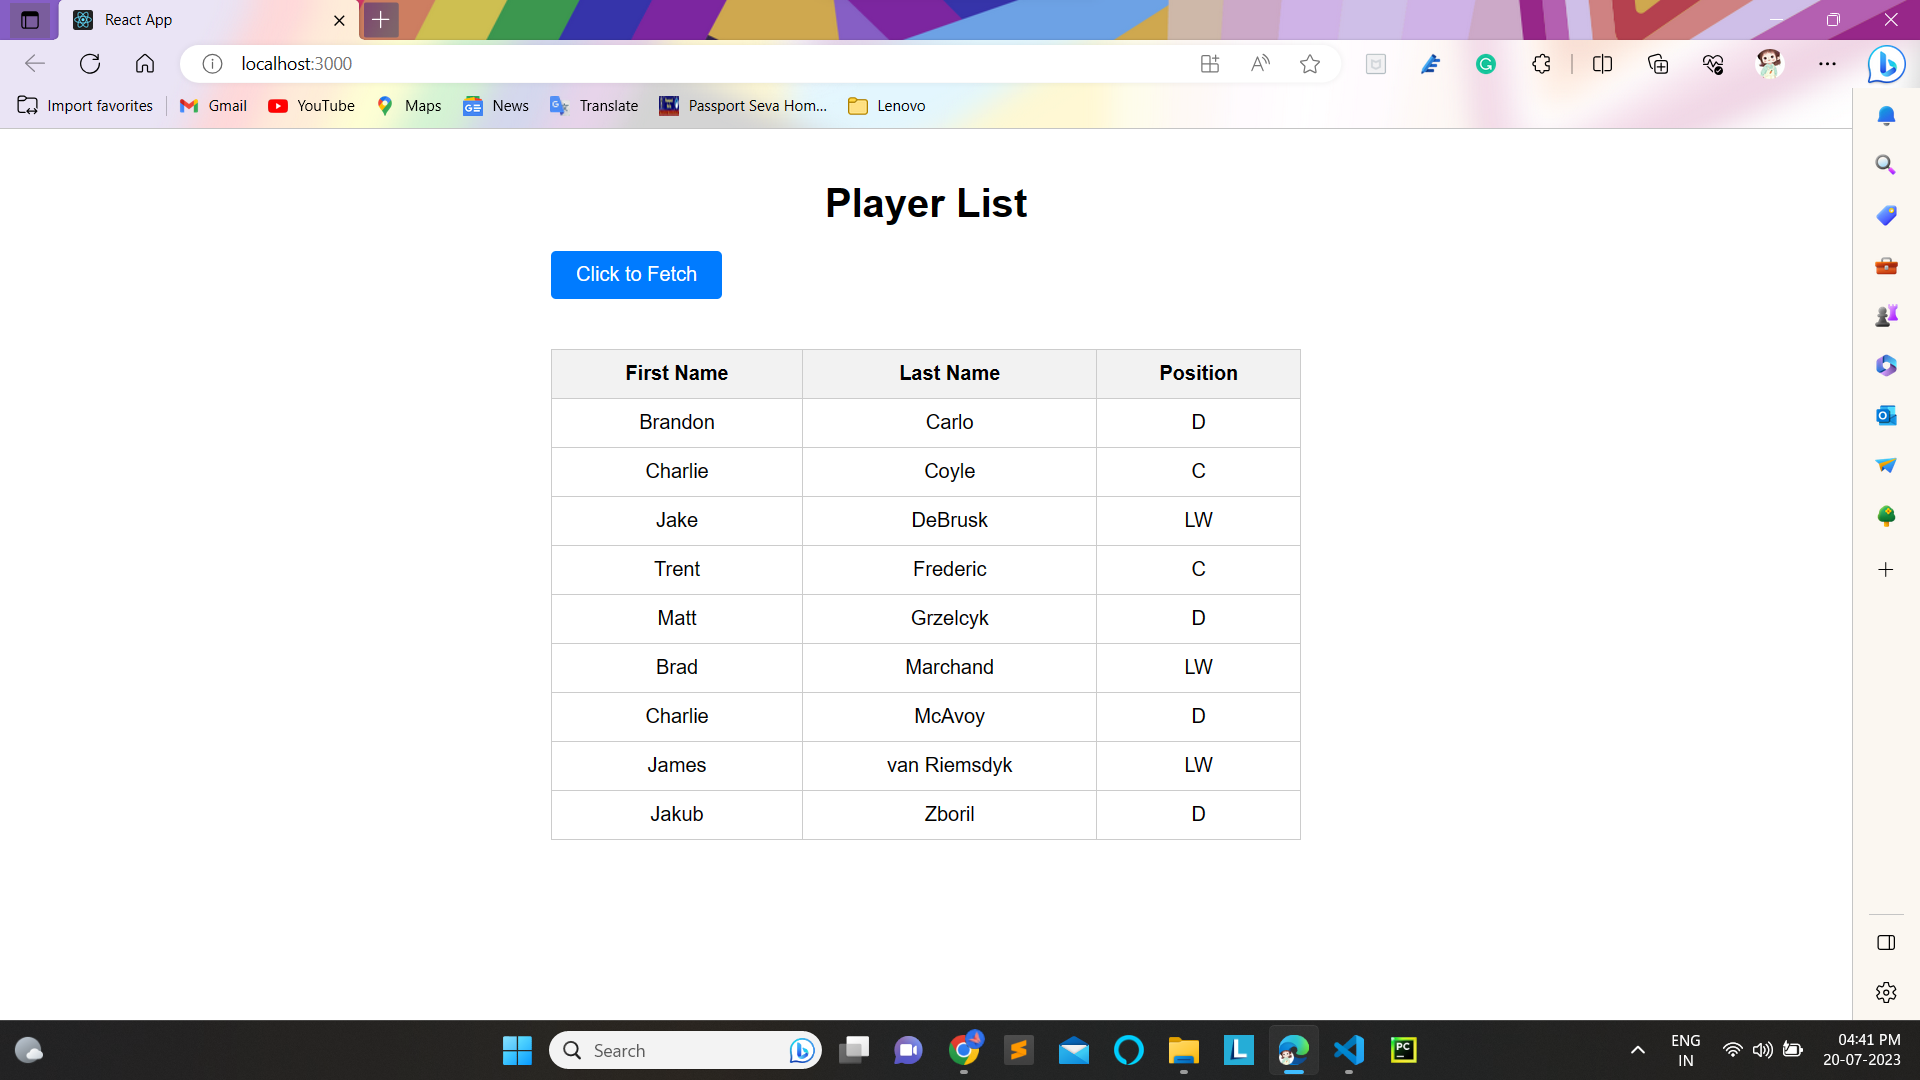 React App
localhost:3000
Import favorites Gmail YouTube Maps News Translate Passport Seva Hom... Lenovo
Player List
Click to Fetch
First Name Last Name Position
Brandon Carlo D
Charlie Coyle C
Jake DeBrusk LW
Trent Frederic C
Matt Grzelcyk D
Brad Marchand LW
Charlie McAvoy D
James van Riemsdyk LW
Jakub Zboril D
Search
ENG
IN
04:41 PM
20-07-2023